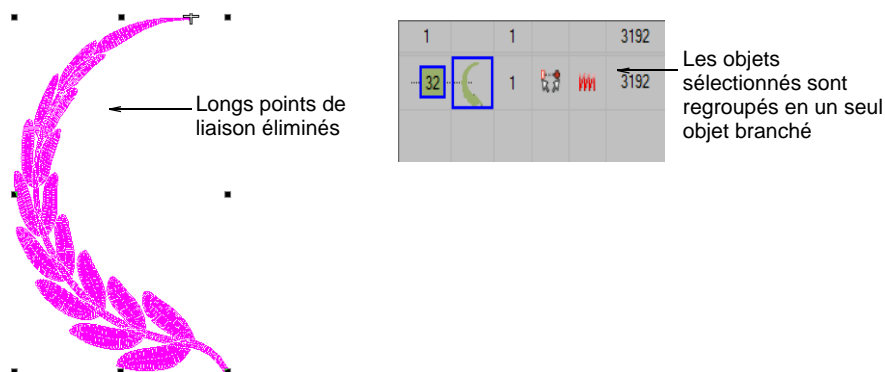 Longs points de
liaison éliminés
1 1 3192
32 1 3192
Les objets
sélectionnés sont
regroupés en un seul
objet branché